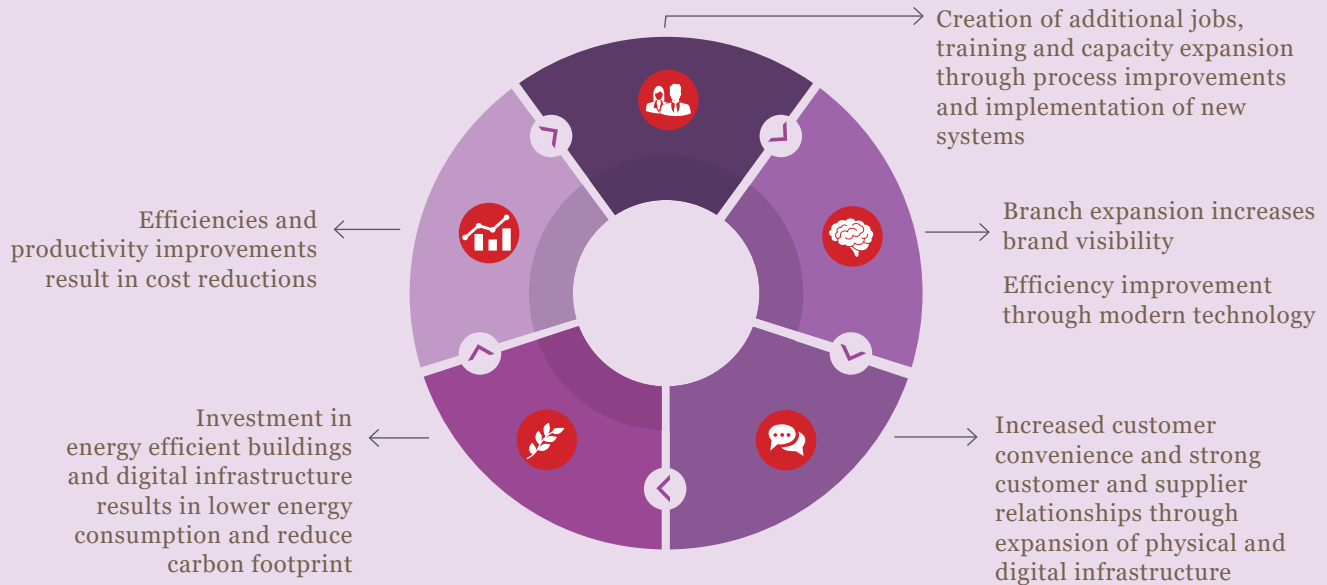 Creation of additional jobs,
training and capacity expansion
through process improvements
and implementation of new
systems
Branch expansion increases
brand visibility
Efficiency improvement
through modern technology
Increased customer
convenience and strong
customer and supplier
relationships through
expansion of physical and
digital infrastructure
Investment in
energy efficient buildings
and digital infrastructure
results in lower energy
consumption and reduce
carbon footprint
Efficiencies and
productivity improvements
result in cost reductions